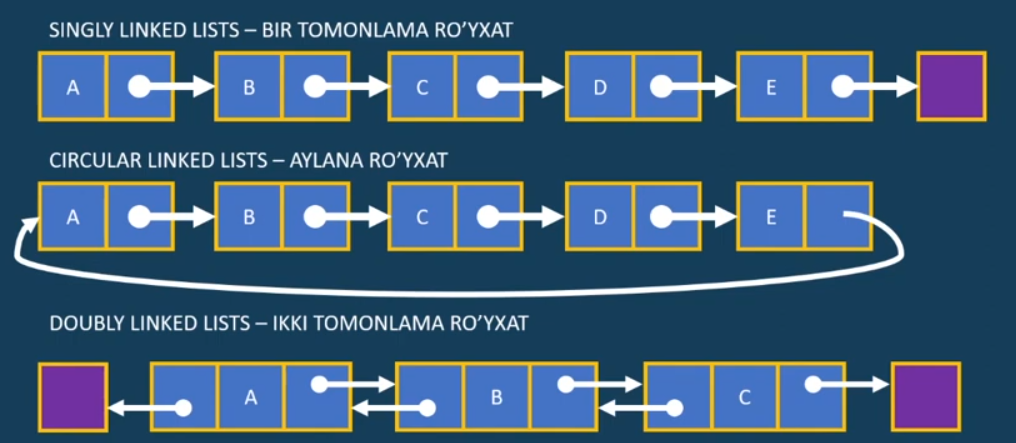 SINGLY LINKED LISTS – BIR TOMONLAMA RO’YXAT
A B C D E
CIRCULAR LINKED LISTS – AYLANA RO’YXAT
A B C D E
DOUBLY LINKED LISTS – IKKI TOMONLAMA RO’YXAT
A B C